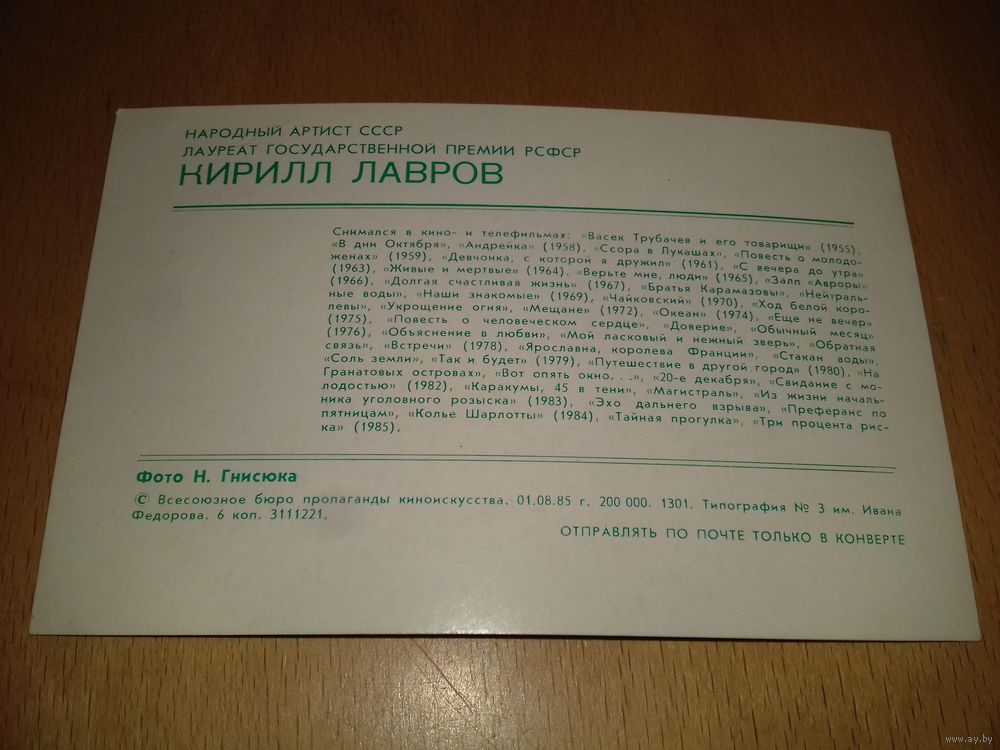 НАРОДНЫЙ АРТИСТ СССР
ЛАУРЕАТ ГОСУДАРСТВЕННОЙ ПРЕМИИ РСФСР
КИРИЛЛ ЛАВРОВ
Снимался в кино- и телефильмах: «Васек Трубачев и его товарищи» (1955),
«В дни Октября», «Андрейка» (1958), «Ссора в Лукашах», «Повесть о молодо-
женах» (1959), «Девчонка, с которой я дружил» (1961), «С вечера до утра»
(1963), «Живые и мертвые» (1964). «Верьте мне, люди» (1965), «Залп «Авроры»
(1966), «Долгая счастливая жизнь» (1967), «Братья Карамазовы», «Нейтраль-
ные воды», «Наши знакомые» (1969), «Чайковский» (1970), «Ход белой коро-
левы», «Укрощение огня», «Мещане» (1972), «Океан» (1974), «Еще не вечер»
(1975), «Повесть о человеческом сердце», «Доверие», «Обычный месяц»
(1976), «Объяснение в любви», «Мой ласковый и нежный зверь», «Обратная
связь», «Встречи» (1978), «Ярославна, королева Франции», «Стакан воды»,
«Соль земли», «Так и будет» (1979), «Путешествие в другой город» (1980), «На
Гранатовых островах», «Вот опять окно. . .», «20-е декабря», «Свидание с мо-
лодостью» (1982), «Каракумы, 45 в тени», «Магистраль», «Из жизни началь-
ника уголовного розыска» (1983), «Эхо дальнего взрыва», «Преферанс по
пятницам», «Колье Шарлотты» (1984), «Тайная прогулка», «Три процента рис-
ка» (1985).
Фото Н. Гнисюка
© Всесоюзное бюро пропаганды киноискусства. 01.08.85 г. 200 000. 1301. Типография № 3 им. Ивана
Федорова. 6 коп. 3111221.
ОТПРАВЛЯТЬ ПО ПОЧТЕ ТОЛЬКО В КОНВЕРТЕ
www.ay.by